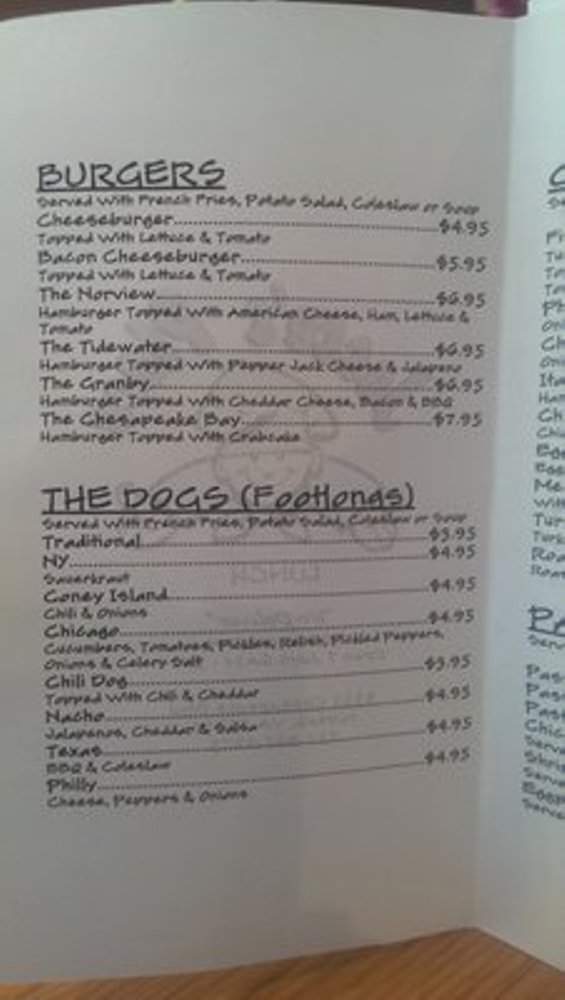 BURGERS
Served With French Fries, Potato Salad, Coleslaw or Soup
Cheeseburger $4.95
Topped With Lettuce & Tomato
Bacon Cheeseburger $5.95
Topped With Lettuce & Tomato
The Norview $6.95
Hamburger Topped With American Cheese, Ham, Lettuce &
Tomato
The Tidewater $6.95
Hamburger Topped With Pepper Jack Cheese & Jalapeno
The Granby $6.95
Hamburger Topped With Cheddar Cheese, Bacon & BBQ
The Chesapeake Bay $7.95
Hamburger Topped With Crabcake
THE DOGS (Footlongs)
Served With French Fries, Potato Salad, Coleslaw or Soup
Traditional $3.95
NY $4.95
Sauerkraut
Coney Island $4.95
Chili & Onions
Chicago $4.95
Cucumbers, Tomatoes, Pickles, Relish, Pickled Peppers,
Onions & Celery Salt
Chili Dog $3.95
Topped With Chili & Cheddar
Nacho $4.95
Jalapenos, Cheddar & Salsa
Texas $4.95
BBQ & Coleslaw
Philly $4.95
Cheese, Peppers & Onions